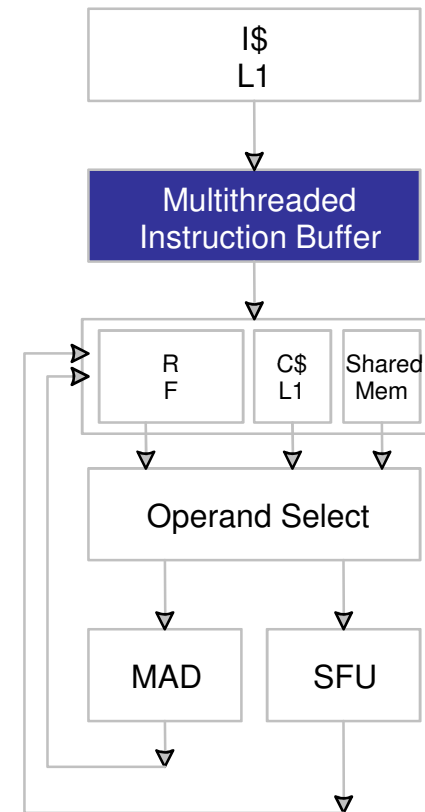 I$
L1
Multithreaded
Instruction Buffer
R
F
C$
L1
Shared
Mem
Operand Select
MAD
SFU